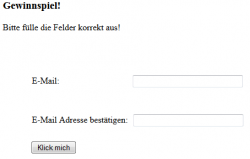 Gewinnspiel!
Bitte fülle die Felder korrekt aus!
E-Mail:
E-Mail Adresse bestätigen:
Klick mich